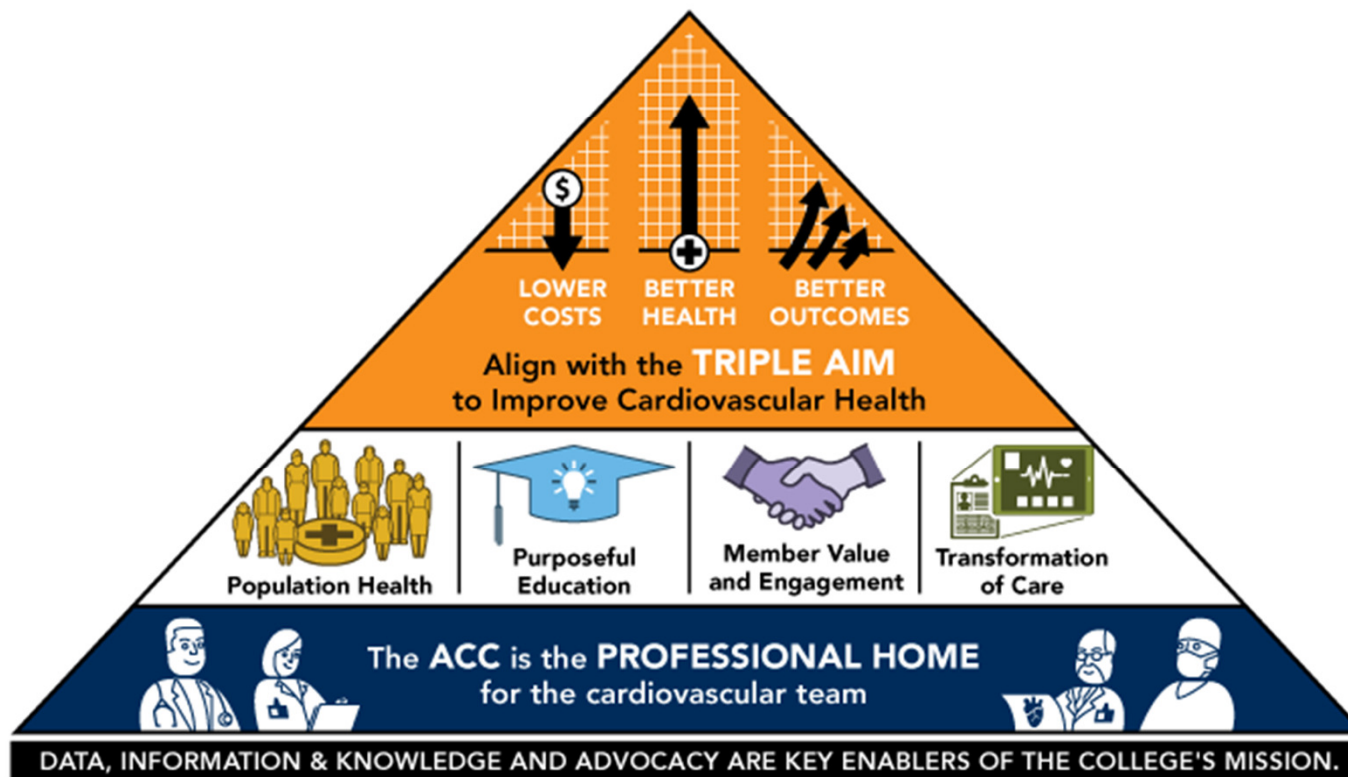 $
LOWER COSTS
BETTER HEALTH
BETTER OUTCOMES
Align with the TRIPLE AIM
to Improve Cardiovascular Health
Population Health
Purposeful
Education
Member Value
and Engagement
Transformation
of Care
The ACC is the PROFESSIONAL HOME
for the cardiovascular team
DATA, INFORMATION & KNOWLEDGE AND ADVOCACY ARE KEY ENABLERS OF THE COLLEGE'S MISSION.